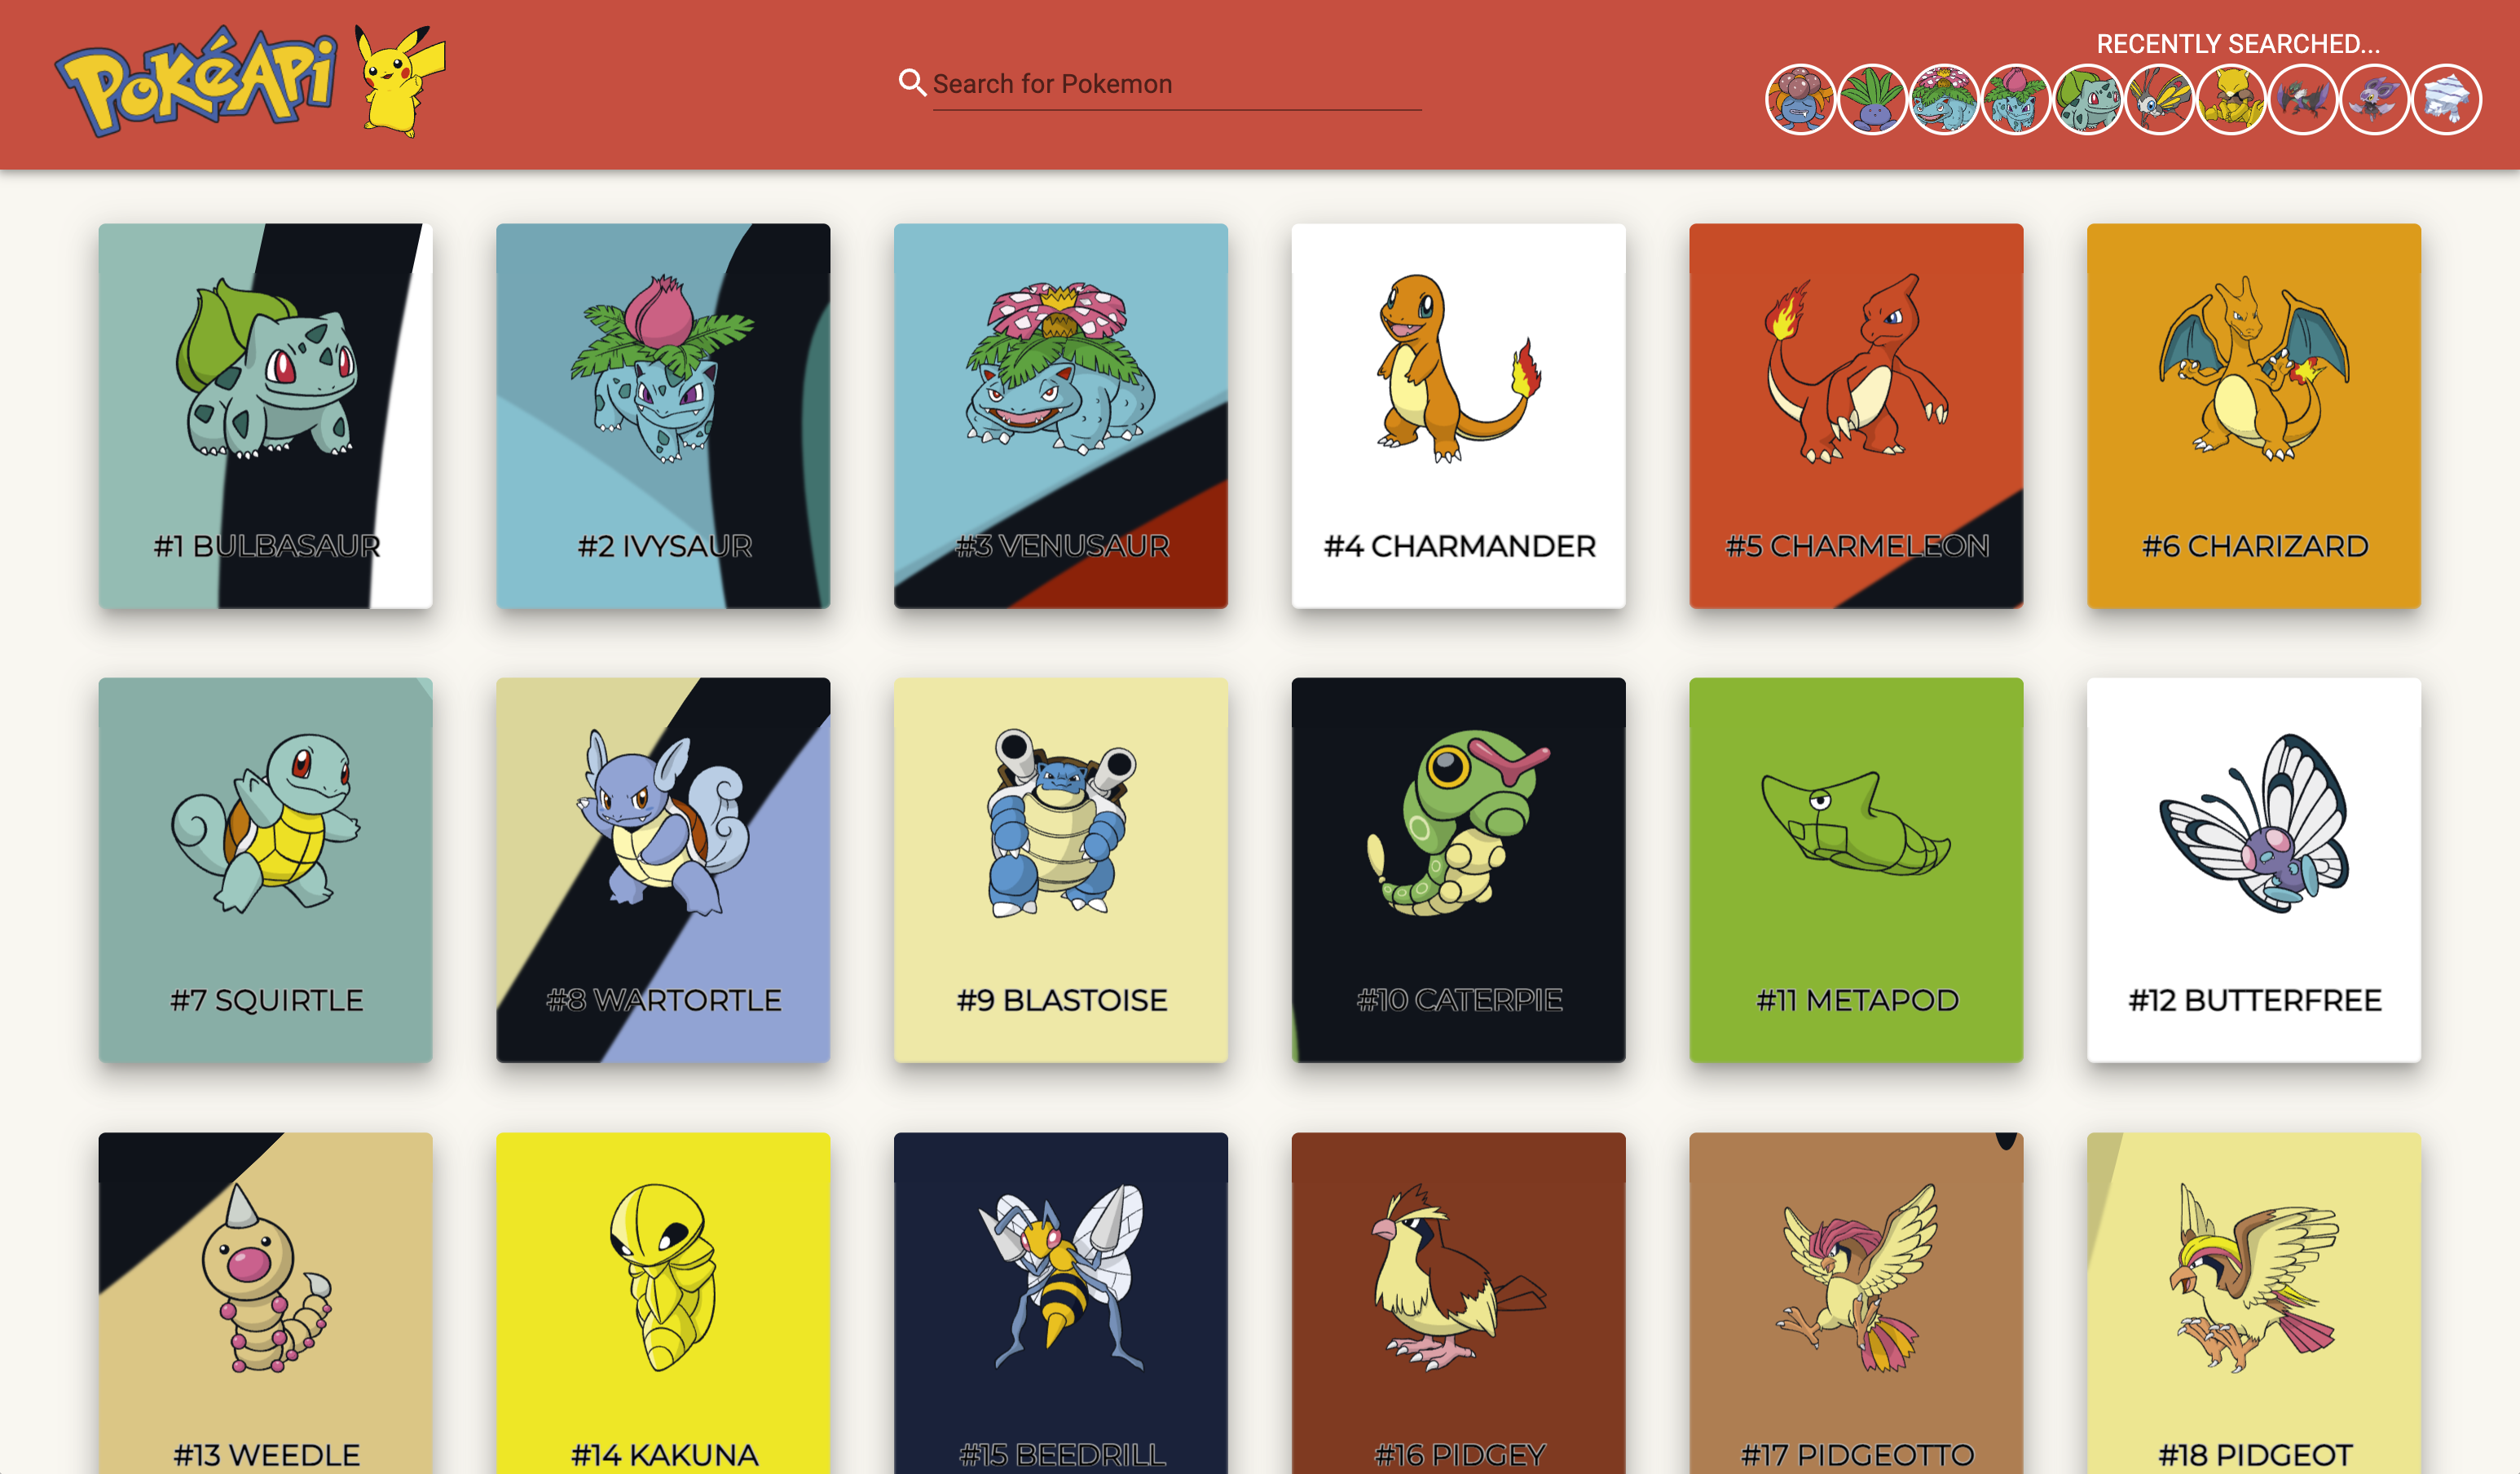 PokéApi
Search for Pokemon
RECENTLY SEARCHED...
#1 BULBASAUR
#2 IVYSAUR
#3 VENUSAUR
#4 CHARMANDER
#5 CHARMELEON
#6 CHARIZARD
#7 SQUIRTLE
#8 WARTORTLE
#9 BLASTOISE
#10 CATERPIE
#11 METAPOD
#12 BUTTERFREE
#13 WEEDLE
#14 KAKUNA
#15 BEEDRILL
#16 PIDGEY
#17 PIDGEOTTO
#18 PIDGEOT